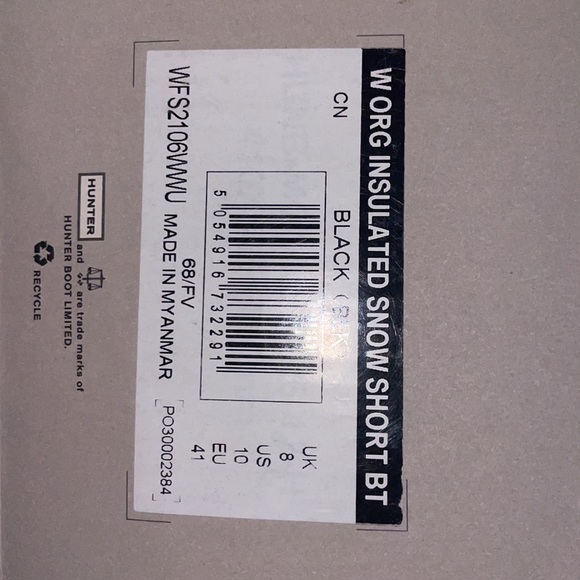 W ORG INSULATED SNOW SHORT BT
CN BLACK (BLK
UK
8
US
10
EU
41
5 054916 732291
68/FV
WFS2106WWU MADE IN MYANMAR [PO30002384]
HUNTER and are trade marks of
HUNTER BOOT LIMITED.
RECYCLE